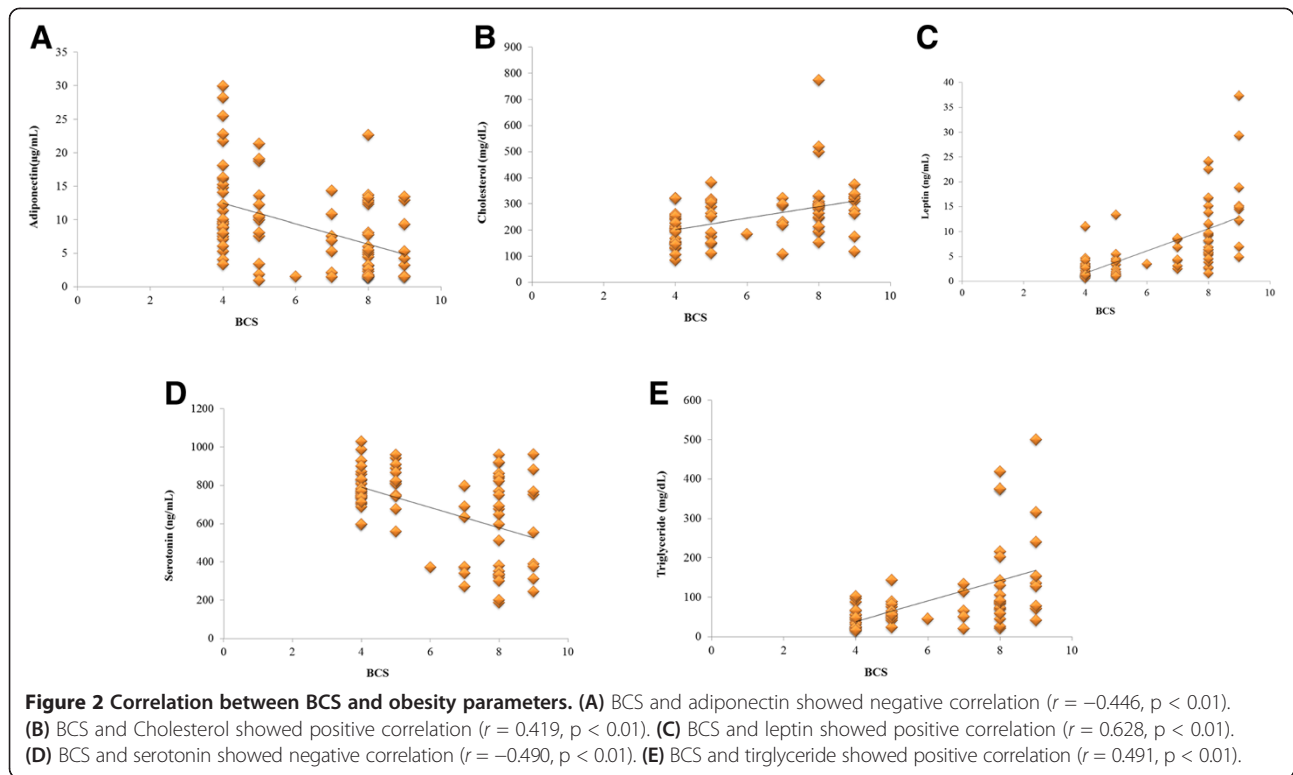 A
35
30
25
20
15
10
5
0
Adiponectin(µg/mL)
0 2 4 6 8 10
BCS
B
900
800
700
600
500
400
300
200
100
0
Cholesterol (mg/dL)
0 2 4 6 8 10
BCS
C
40
35
30
25
20
15
10
5
0
Leptin (ng/mL)
0 2 4 6 8 10
BCS
D
1200
1000
800
600
400
200
0
Serotonin (ng/mL)
0 2 4 6 8 10
BCS
E
600
500
400
300
200
100
0
Triglyceride (mg/dL)
0 2 4 6 8 10
BCS
Figure 2 Correlation between BCS and obesity parameters. (A) BCS and adiponectin showed negative correlation (r = −0.446, p < 0.01).
(B) BCS and Cholesterol showed positive correlation (r = 0.419, p < 0.01). (C) BCS and leptin showed positive correlation (r = 0.628, p < 0.01).
(D) BCS and serotonin showed negative correlation (r = −0.490, p < 0.01). (E) BCS and tirglyceride showed positive correlation (r = 0.491, p < 0.01).